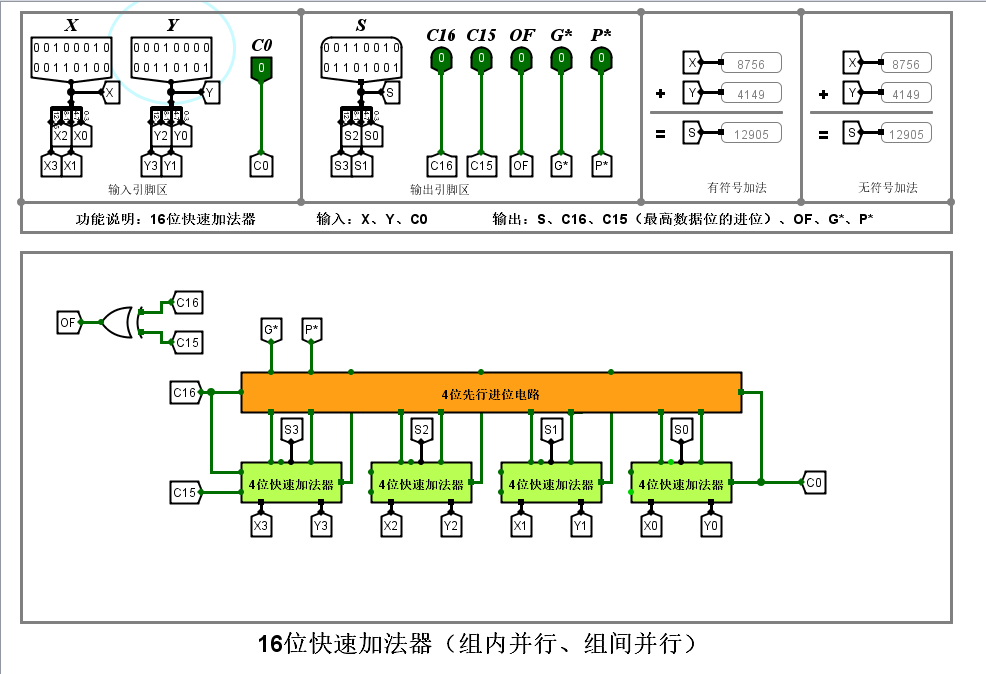 X Y C0 S C16 C15 OF G* P*
00100010 00010000 0 00110010 0 0 0 0 0
00110100 00110101 01101001
X Y S
X2 X0 Y2 Y0 S2 S0
X3 X1 Y3 Y1 C0 S3 S1 C16 C15 OF G* P*
输入引脚区 输出引脚区
X 8756 X 8756
+ Y 4149 + Y 4149
= S 12905 = S 12905
有符号加法 无符号加法
功能说明：16位快速加法器 输入：X、Y、C0 输出：S、C16、C15（最高数据位的进位）、OF、G*、P*
C16
OF
C15
G* P*
C16 4位先行进位电路
S3 S2 S1 S0
C15 4位快速加法器 4位快速加法器 4位快速加法器 4位快速加法器 C0
X3 Y3 X2 Y2 X1 Y1 X0 Y0
16位快速加法器（组内并行、组间并行）